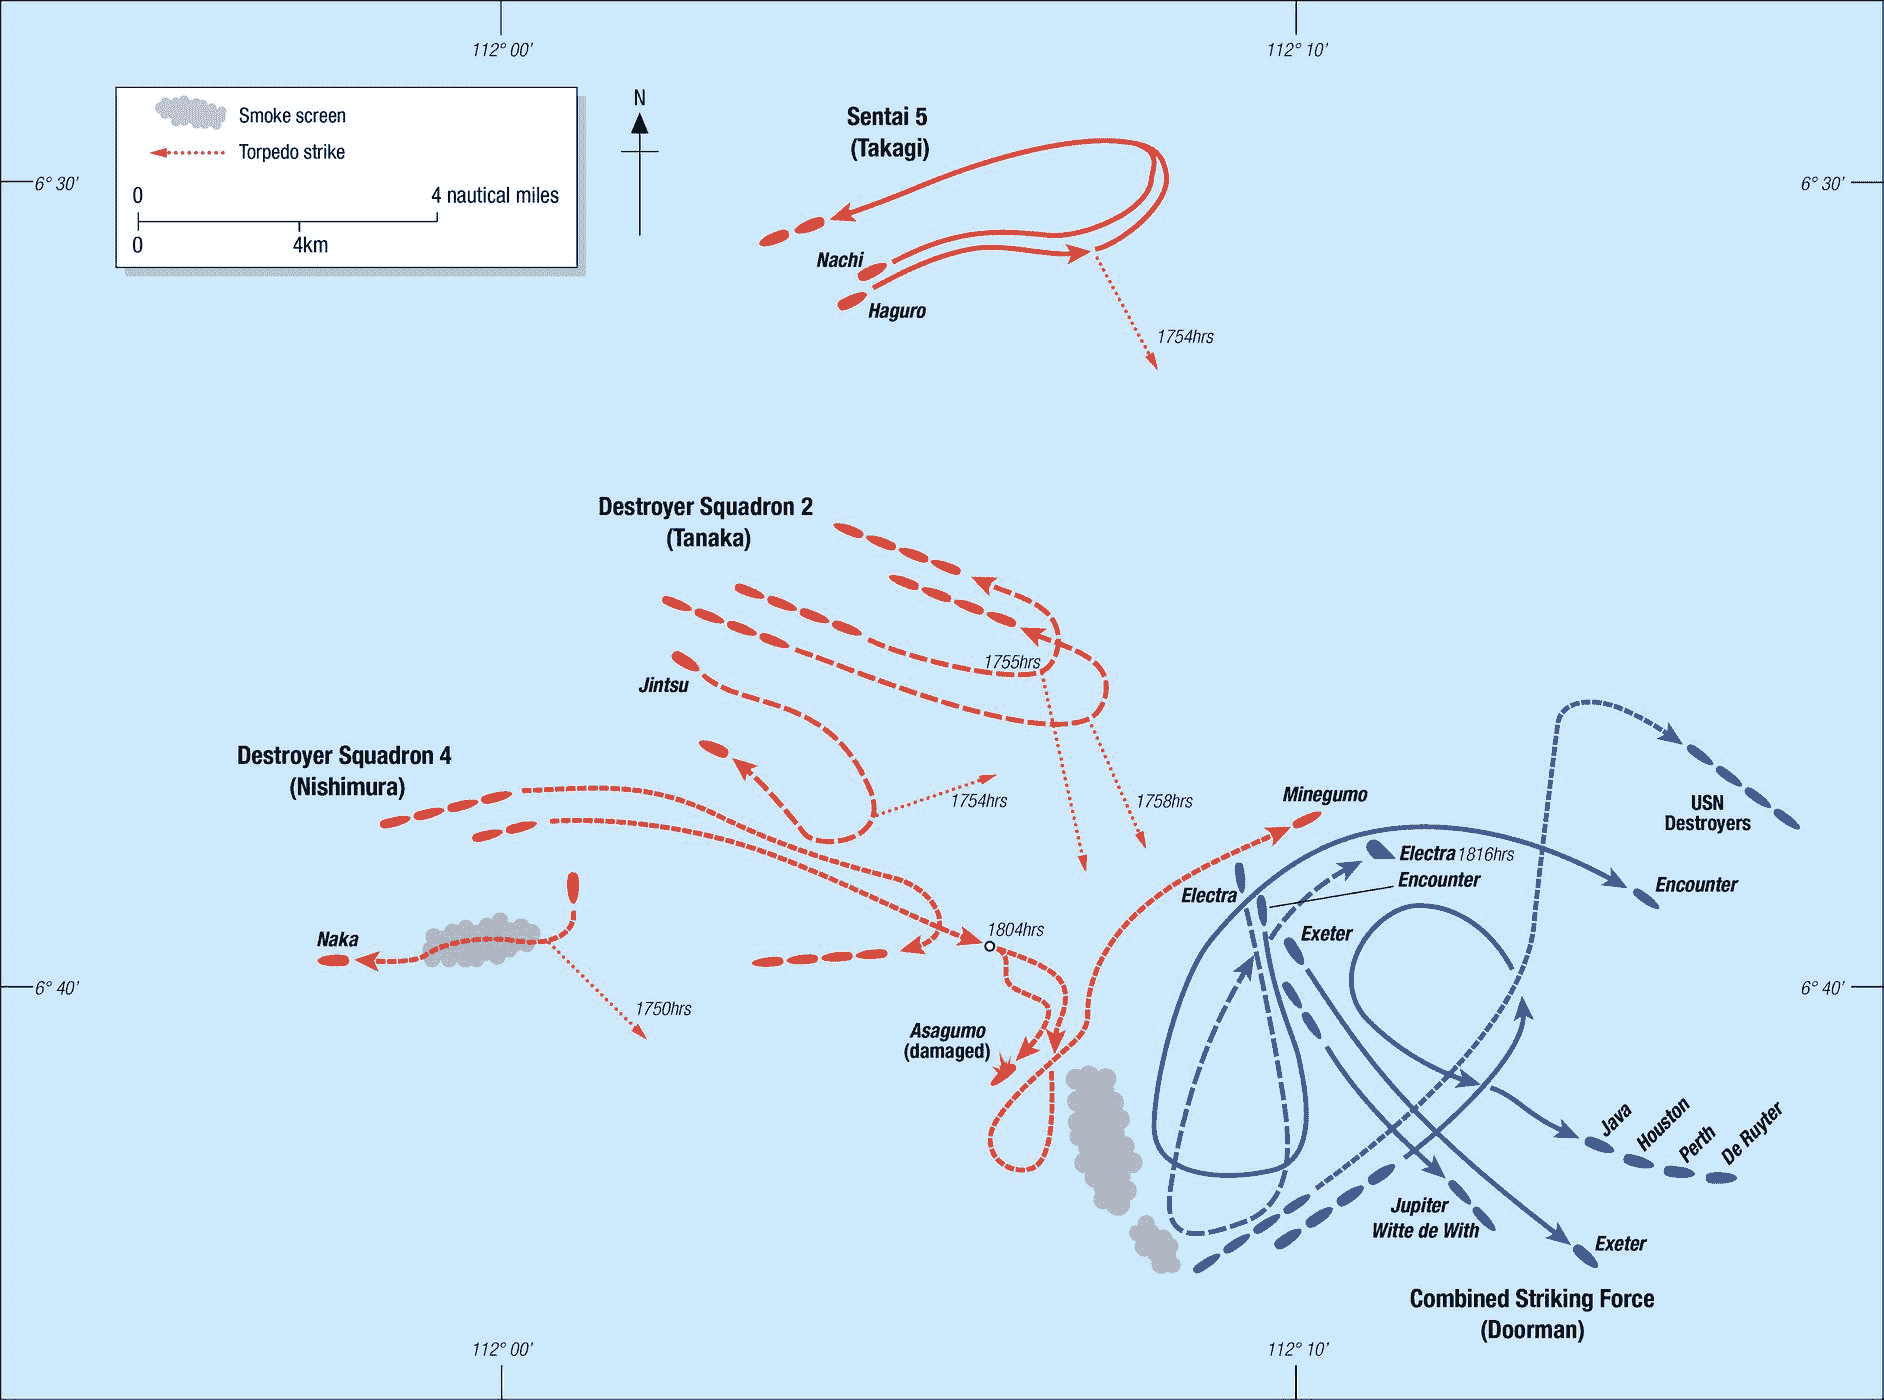 112° 00'
112° 10'
Smoke screen
Torpedo strike
0
4 nautical miles
0
4km
N
Sentai 5
(Takagi)
6° 30'
6° 30'
Nachi
Haguro
1754hrs
Destroyer Squadron 2
(Tanaka)
1755hrs
Jintsu
Destroyer Squadron 4
(Nishimura)
1754hrs
1758hrs
Minegumo
USN
Destroyers
Electra 1816hrs
Encounter
Electra
Encounter
Naka
1804hrs
Exeter
6° 40'
6° 40'
1750hrs
Asagumo
(damaged)
Java
Houston
Perth
De Ruyter
Jupiter
Witte de With
Exeter
Combined Striking Force
(Doorman)
112° 00'
112° 10'